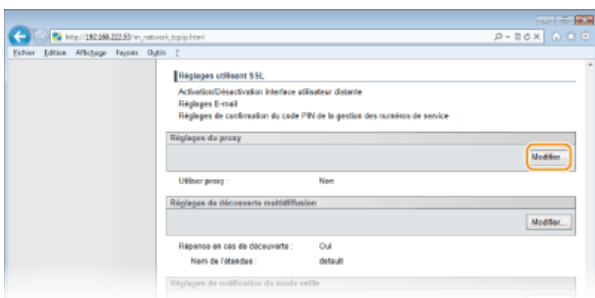 http://192.168.222.53/m_network_tcpip.html
Fichier Edition Affichage Favoris Outils ?
Réglages utilisant SSL
Activation/Désactivation interface utilisateur distante
Réglages E-mail
Réglages de confirmation du code PIN de la gestion des numéros de service
Réglages du proxy
Modifier...
Utiliser proxy : Non
Réglages de découverte multidiffusion
Modifier...
Réponse en cas de découverte : Oui
Nom de l'étendue : default
Réglages de notification du mode veille